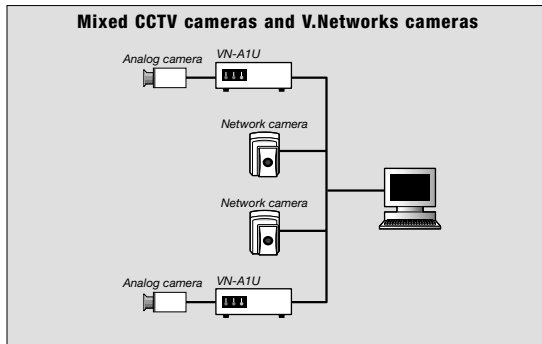 Mixed CCTV cameras and V.Networks cameras
Analog camera
VN-A1U
Network camera
Network camera
Analog camera
VN-A1U